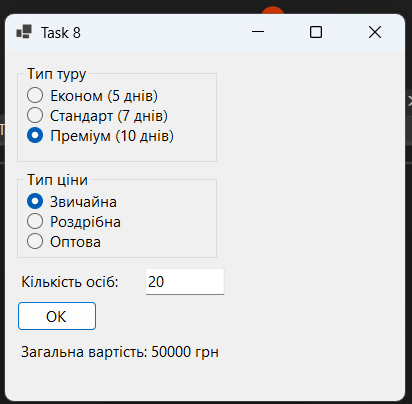 Task 8
Тип туру
Економ (5 днів)
Стандарт (7 днів)
Преміум (10 днів)
Тип ціни
Звичайна
Роздрібна
Оптова
Кількість осіб: 20
OK
Загальна вартість: 50000 грн